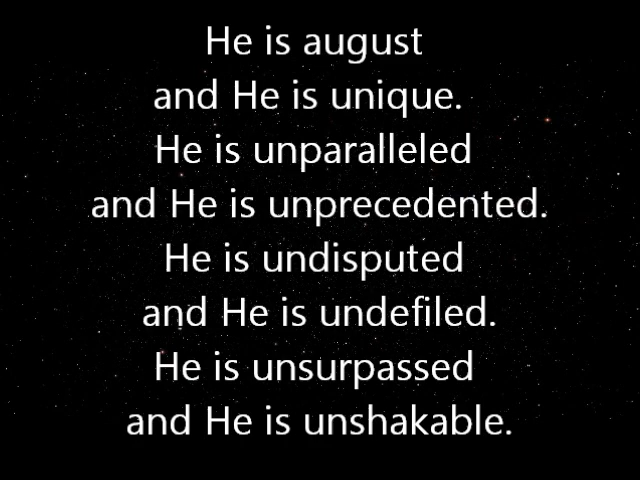 He is august
and He is unique.
He is unparalleled
and He is unprecedented.
He is undisputed
and He is undefiled.
He is unsurpassed
and He is unshakable.